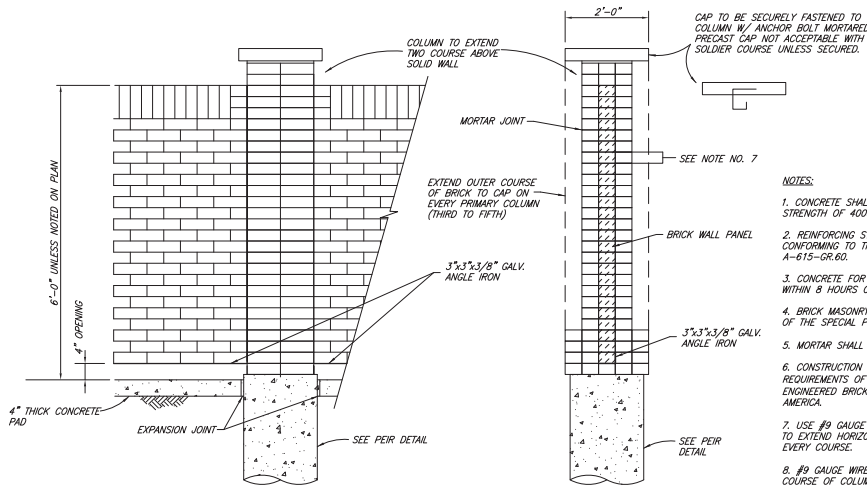 2'-0"
CAP TO BE SECURELY FASTENED TO
COLUMN W/ ANCHOR BOLT MORTARED
PRECAST CAP NOT ACCEPTABLE WITH
SOLDIER COURSE UNLESS SECURED.
COLUMN TO EXTEND
TWO COURSE ABOVE
SOLID WALL
MORTAR JOINT
SEE NOTE NO. 7
6'-0" UNLESS NOTED ON PLAN
EXTEND OUTER COURSE
OF BRICK TO CAP ON
EVERY PRIMARY COLUMN
(THIRD TO FIFTH)
BRICK WALL PANEL
3"x3"x3/8" GALV.
ANGLE IRON
4" OPENING
3"x3"x3/8" GALV.
ANGLE IRON
4" THICK CONCRETE
PAD
EXPANSION JOINT
SEE PEIR DETAIL
SEE PEIR
DETAIL
NOTES:
1. CONCRETE SHAL
STRENGTH OF 400
2. REINFORCING S
CONFORMING TO T
A-615-GR.60.
3. CONCRETE FOR
WITHIN 8 HOURS O
4. BRICK MASONRY
OF THE SPECIAL P
5. MORTAR SHALL
6. CONSTRUCTION
REQUIREMENTS OF
ENGINEERED BRICK
AMERICA.
7. USE #9 GAUGE
TO EXTEND HORIZO
EVERY COURSE.
8. #9 GAUGE WIRE
COURSE OF COLUM